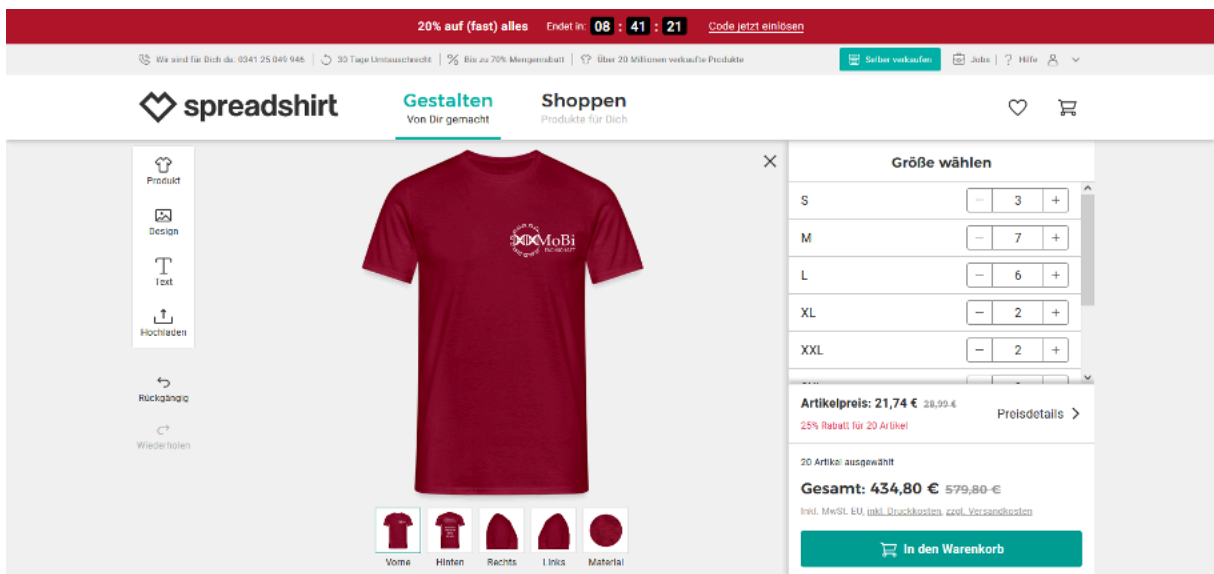 20% auf (fast) alles Endet in: 08 : 41 : 21 Code jetzt einlösen
Wir sind für Dich da: 0341 25 049 946 30 Tage Umtauschrecht Bis zu 70% Mengenrabatt Über 20 Millionen verkaufte Produkte Selber verkaufen Jobs Hilfe
spreadshirt
Gestalten
Von Dir gemacht
Shoppen
Produkte für Dich
Produkt
Design
Text
Hochladen
Rückgängig
Wiederholen
MoBi
Vorne Hinten Rechts Links Material
Größe wählen
S 3
M 7
L 6
XL 2
XXL 2
Artikelpreis: 21,74 € 28,99 €
25% Rabatt für 20 Artikel
Preisdetails
20 Artikel ausgewählt
Gesamt: 434,80 € 579,80 €
Inkl. MwSt. EU, inkl. Druckkosten, zzgl. Versandkosten
In den Warenkorb